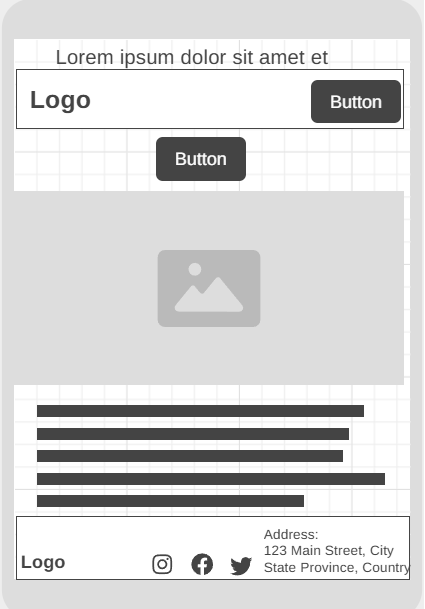 Lorem ipsum dolor sit amet et
Logo
Button
Button
Logo
Address:
123 Main Street, City
State Province, Country